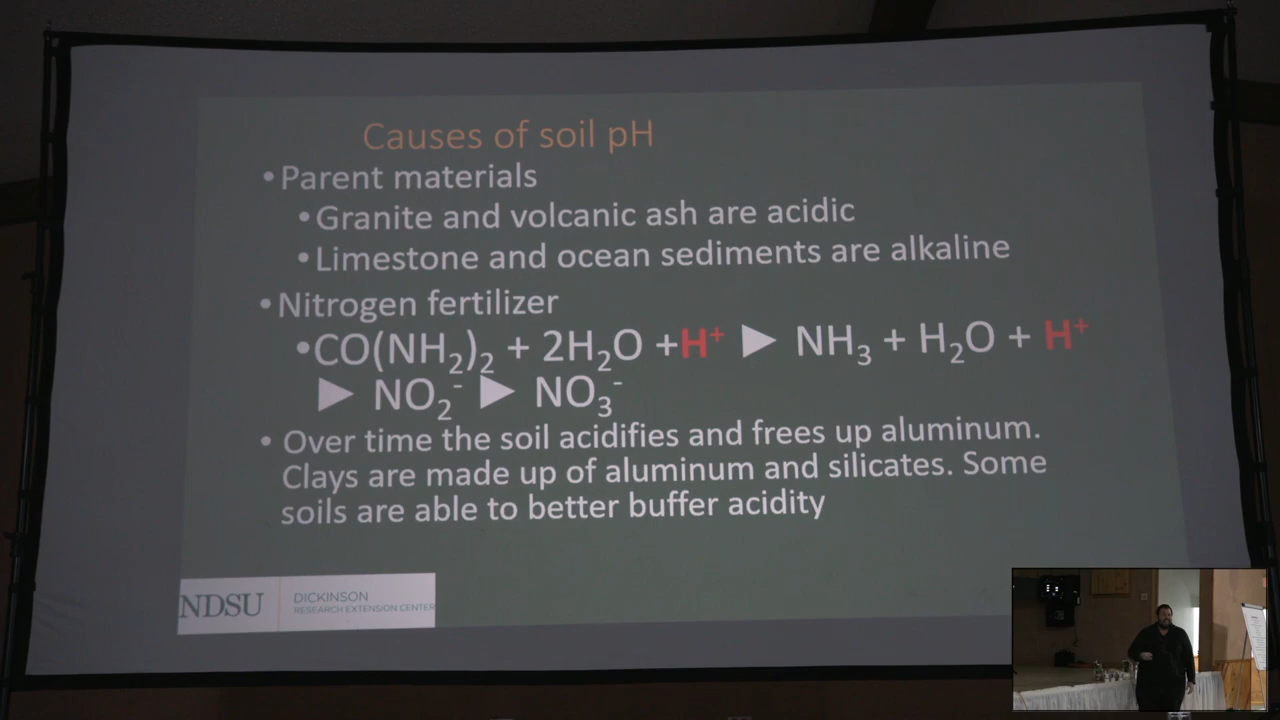 Causes of soil pH
• Parent materials
• Granite and volcanic ash are acidic
• Limestone and ocean sediments are alkaline
• Nitrogen fertilizer
• CO(NH₂)₂ + 2H₂O +H⁺ ▶ NH₃ + H₂O + H⁺
▶ NO₂⁻ ▶ NO₃⁻
• Over time the soil acidifies and frees up aluminum.
Clays are made up of aluminum and silicates. Some
soils are able to better buffer acidity
NDSU
DICKINSON
RESEARCH EXTENSION CENTER